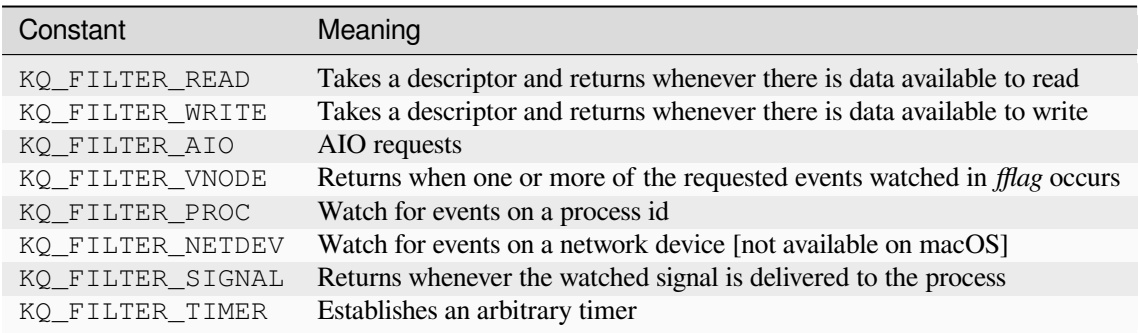 Constant Meaning
KQ_FILTER_READ Takes a descriptor and returns whenever there is data available to read
KQ_FILTER_WRITE Takes a descriptor and returns whenever there is data available to write
KQ_FILTER_AIO AIO requests
KQ_FILTER_VNODE Returns when one or more of the requested events watched in fflag occurs
KQ_FILTER_PROC Watch for events on a process id
KQ_FILTER_NETDEV Watch for events on a network device [not available on macOS]
KQ_FILTER_SIGNAL Returns whenever the watched signal is delivered to the process
KQ_FILTER_TIMER Establishes an arbitrary timer